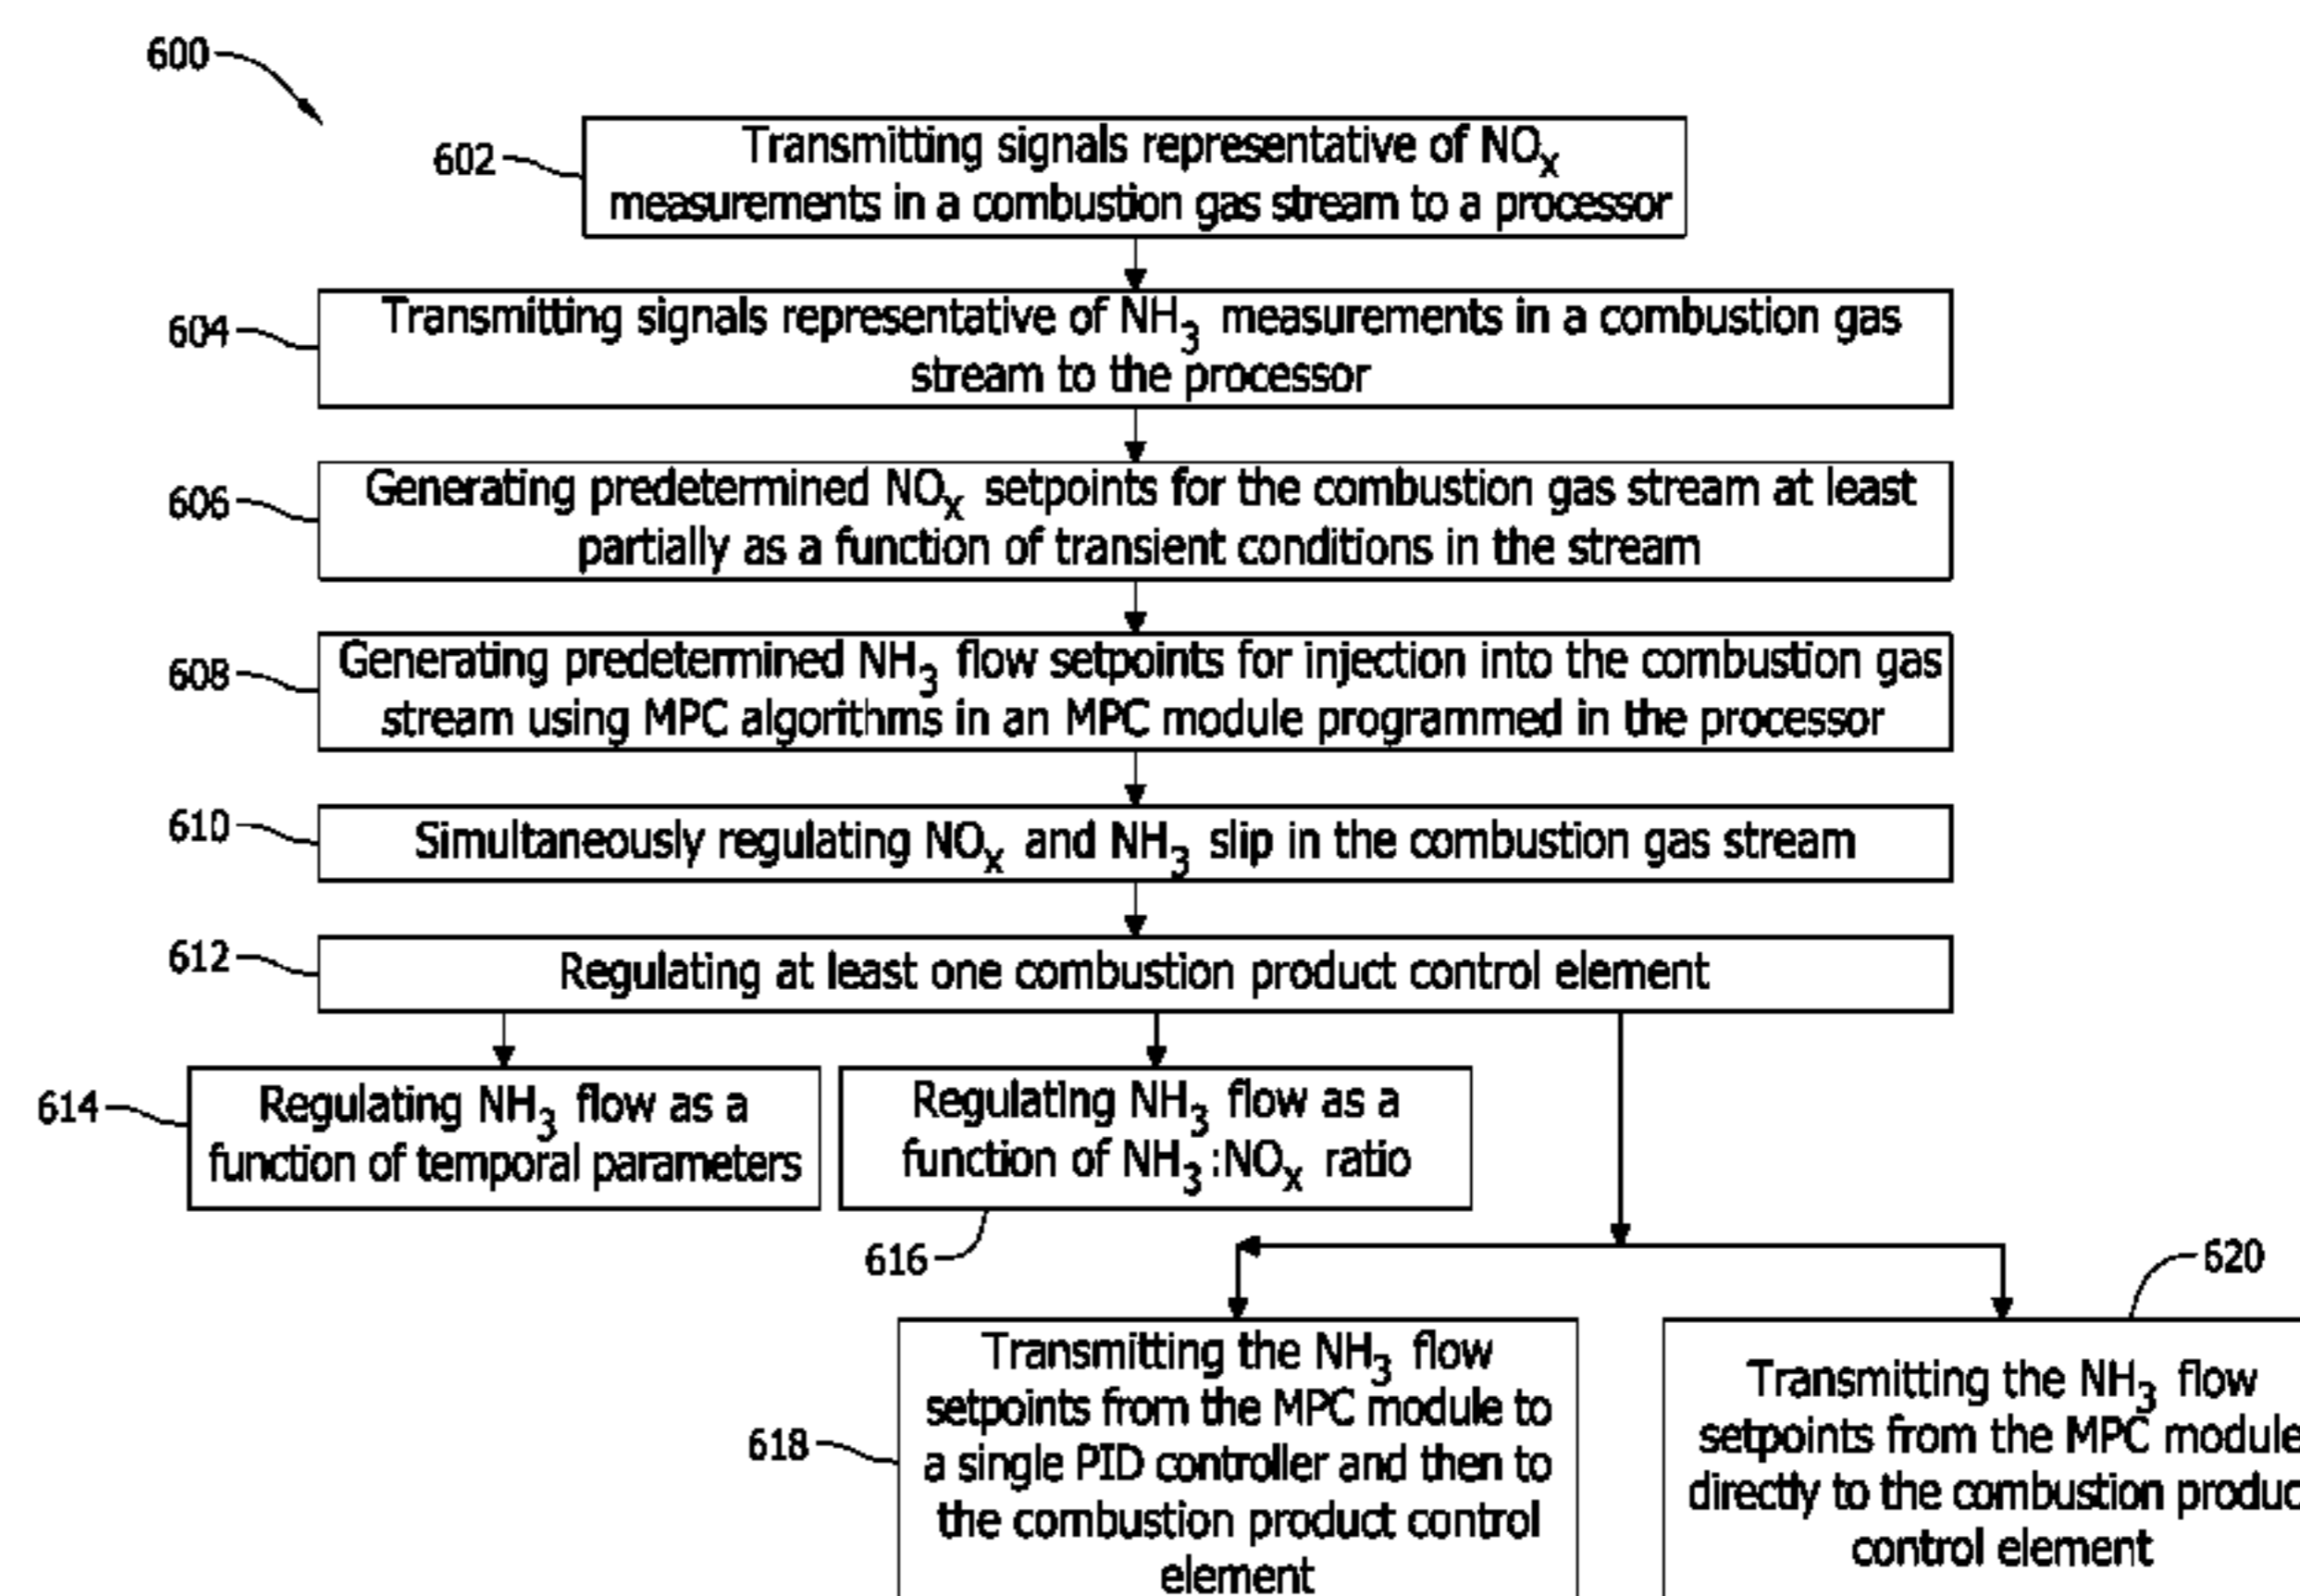 600
602
Transmitting signals representative of NOx
measurements in a combustion gas stream to a processor
604
Transmitting signals representative of NH3 measurements in a combustion gas
stream to the processor
606
Generating predetermined NOx setpoints for the combustion gas stream at least
partially as a function of transient conditions in the stream
608
Generating predetermined NH3 flow setpoints for injection into the combustion gas
stream using MPC algorithms in an MPC module programmed in the processor
610
Simultaneously regulating NOx and NH3 slip in the combustion gas stream
612
Regulating at least one combustion product control element
614
Regulating NH3 flow as a
function of temporal parameters
Regulating NH3 flow as a
function of NH3:NOx ratio
616
620
618
Transmitting the NH3 flow
setpoints from the MPC module to
a single PID controller and then to
the combustion product control
element
Transmitting the NH3 flow
setpoints from the MPC module
directly to the combustion produc
control element